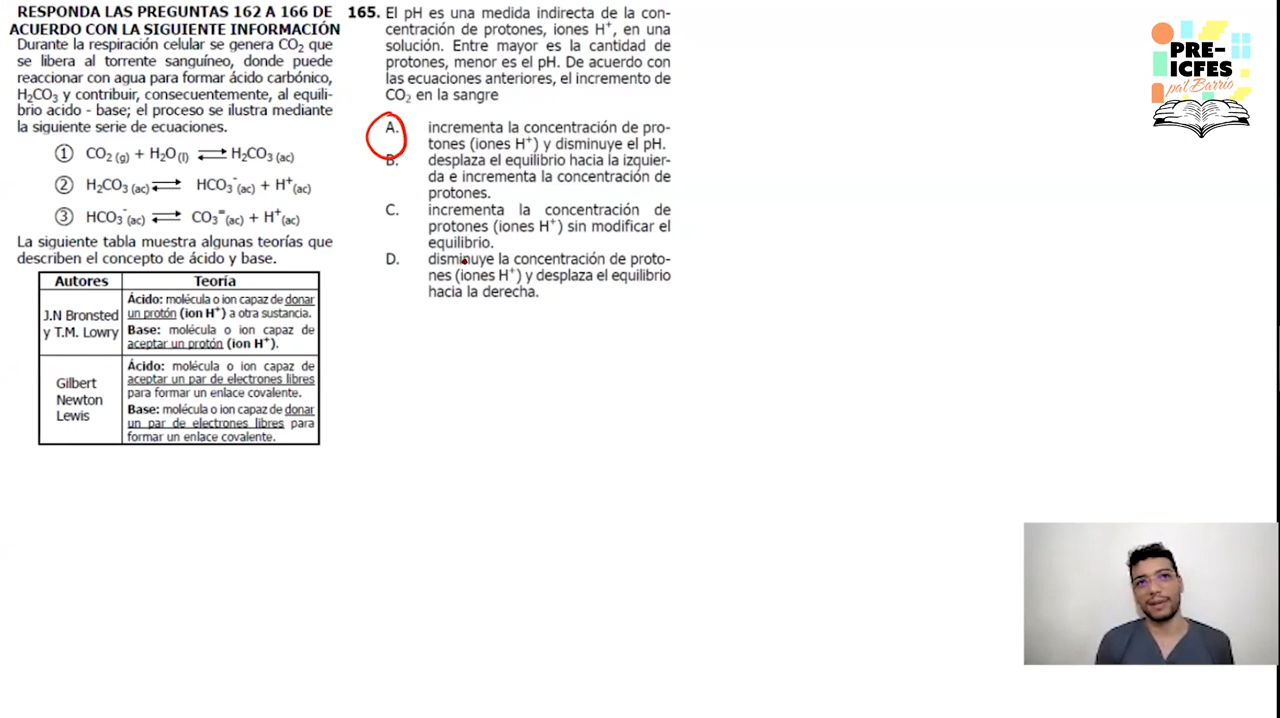 RESPONDA LAS PREGUNTAS 162 A 166 DE
ACUERDO CON LA SIGUIENTE INFORMACIÓN
Durante la respiración celular se genera CO₂ que
se libera al torrente sanguíneo, donde puede
reaccionar con agua para formar ácido carbónico,
H₂CO₃ y contribuir, consecuentemente, al equili-
brio acido - base; el proceso se ilustra mediante
la siguiente serie de ecuaciones.
① CO₂ (g) + H₂O (l) ⇌ H₂CO₃ (ac)
② H₂CO₃ (ac) ⇌ HCO₃⁻ (ac) + H⁺ (ac)
③ HCO₃⁻ (ac) ⇌ CO₃⁼ (ac) + H⁺ (ac)
La siguiente tabla muestra algunas teorías que
describen el concepto de ácido y base.
Autores Teoría
J.N Bronsted
y T.M. Lowry
Ácido: molécula o ion capaz de donar
un protón (ion H⁺) a otra sustancia.
Base: molécula o ion capaz de
aceptar un protón (ion H⁺).
Gilbert
Newton
Lewis
Ácido: molécula o ion capaz de
aceptar un par de electrones libres
para formar un enlace covalente.
Base: molécula o ion capaz de donar
un par de electrones libres para
formar un enlace covalente.
165. El pH es una medida indirecta de la con-
centración de protones, iones H⁺, en una
solución. Entre mayor es la cantidad de
protones, menor es el pH. De acuerdo con
las ecuaciones anteriores, el incremento de
CO₂ en la sangre
A. incrementa la concentración de pro-
tones (iones H⁺) y disminuye el pH.
B. desplaza el equilibrio hacia la izquier-
da e incrementa la concentración de
protones.
C. incrementa la concentración de
protones (iones H⁺) sin modificar el
equilibrio.
D. disminuye la concentración de proto-
nes (iones H⁺) y desplaza el equilibrio
hacia la derecha.
PRE-
ICFES
pa'l Barrio